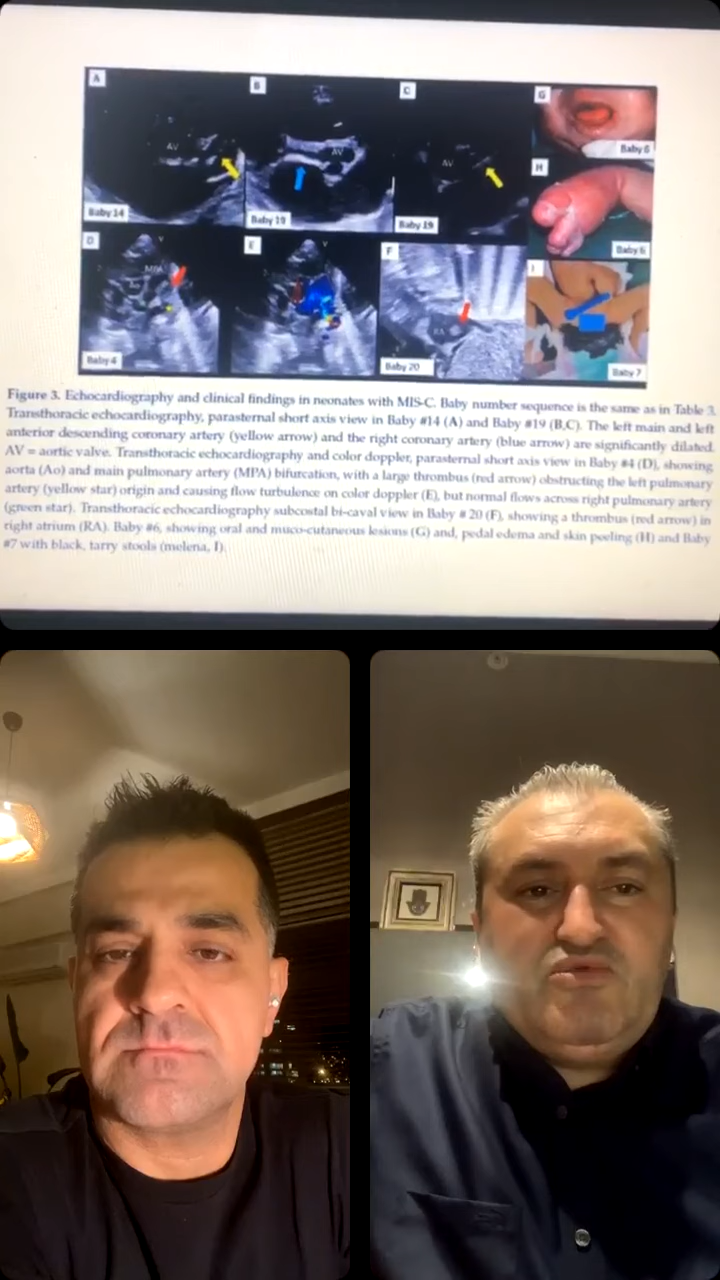 A
B
C
G
AV
AV
AV
Baby 6
H
Baby 14
Baby 19
Baby 19
D
E
F
V
V
MPA
Ao
RA
Baby 6
I
Baby 4
Baby 20
Baby 7
Figure 3. Echocardiography and clinical findings in neonates with MIS-C. Baby number sequence is the same as in Table 3.
Transthoracic echocardiography, parasternal short axis view in Baby #14 (A) and Baby #19 (B,C). The left main and left
anterior descending coronary artery (yellow arrow) and the right coronary artery (blue arrow) are significantly dilated.
AV = aortic valve. Transthoracic echocardiography and color doppler, parasternal short axis view in Baby #4 (D), showing
aorta (Ao) and main pulmonary artery (MPA) bifurcation, with a large thrombus (red arrow) obstructing the left pulmonary
artery (yellow star) origin and causing flow turbulence on color doppler (E), but normal flows across right pulmonary artery
(green star). Transthoracic echocardiography subcostal bi-caval view in Baby # 20 (F), showing a thrombus (red arrow) in
right atrium (RA). Baby #6, showing oral and muco-cutaneous lesions (G) and, pedal edema and skin peeling (H) and Baby
#7 with black, tarry stools (melena, I).